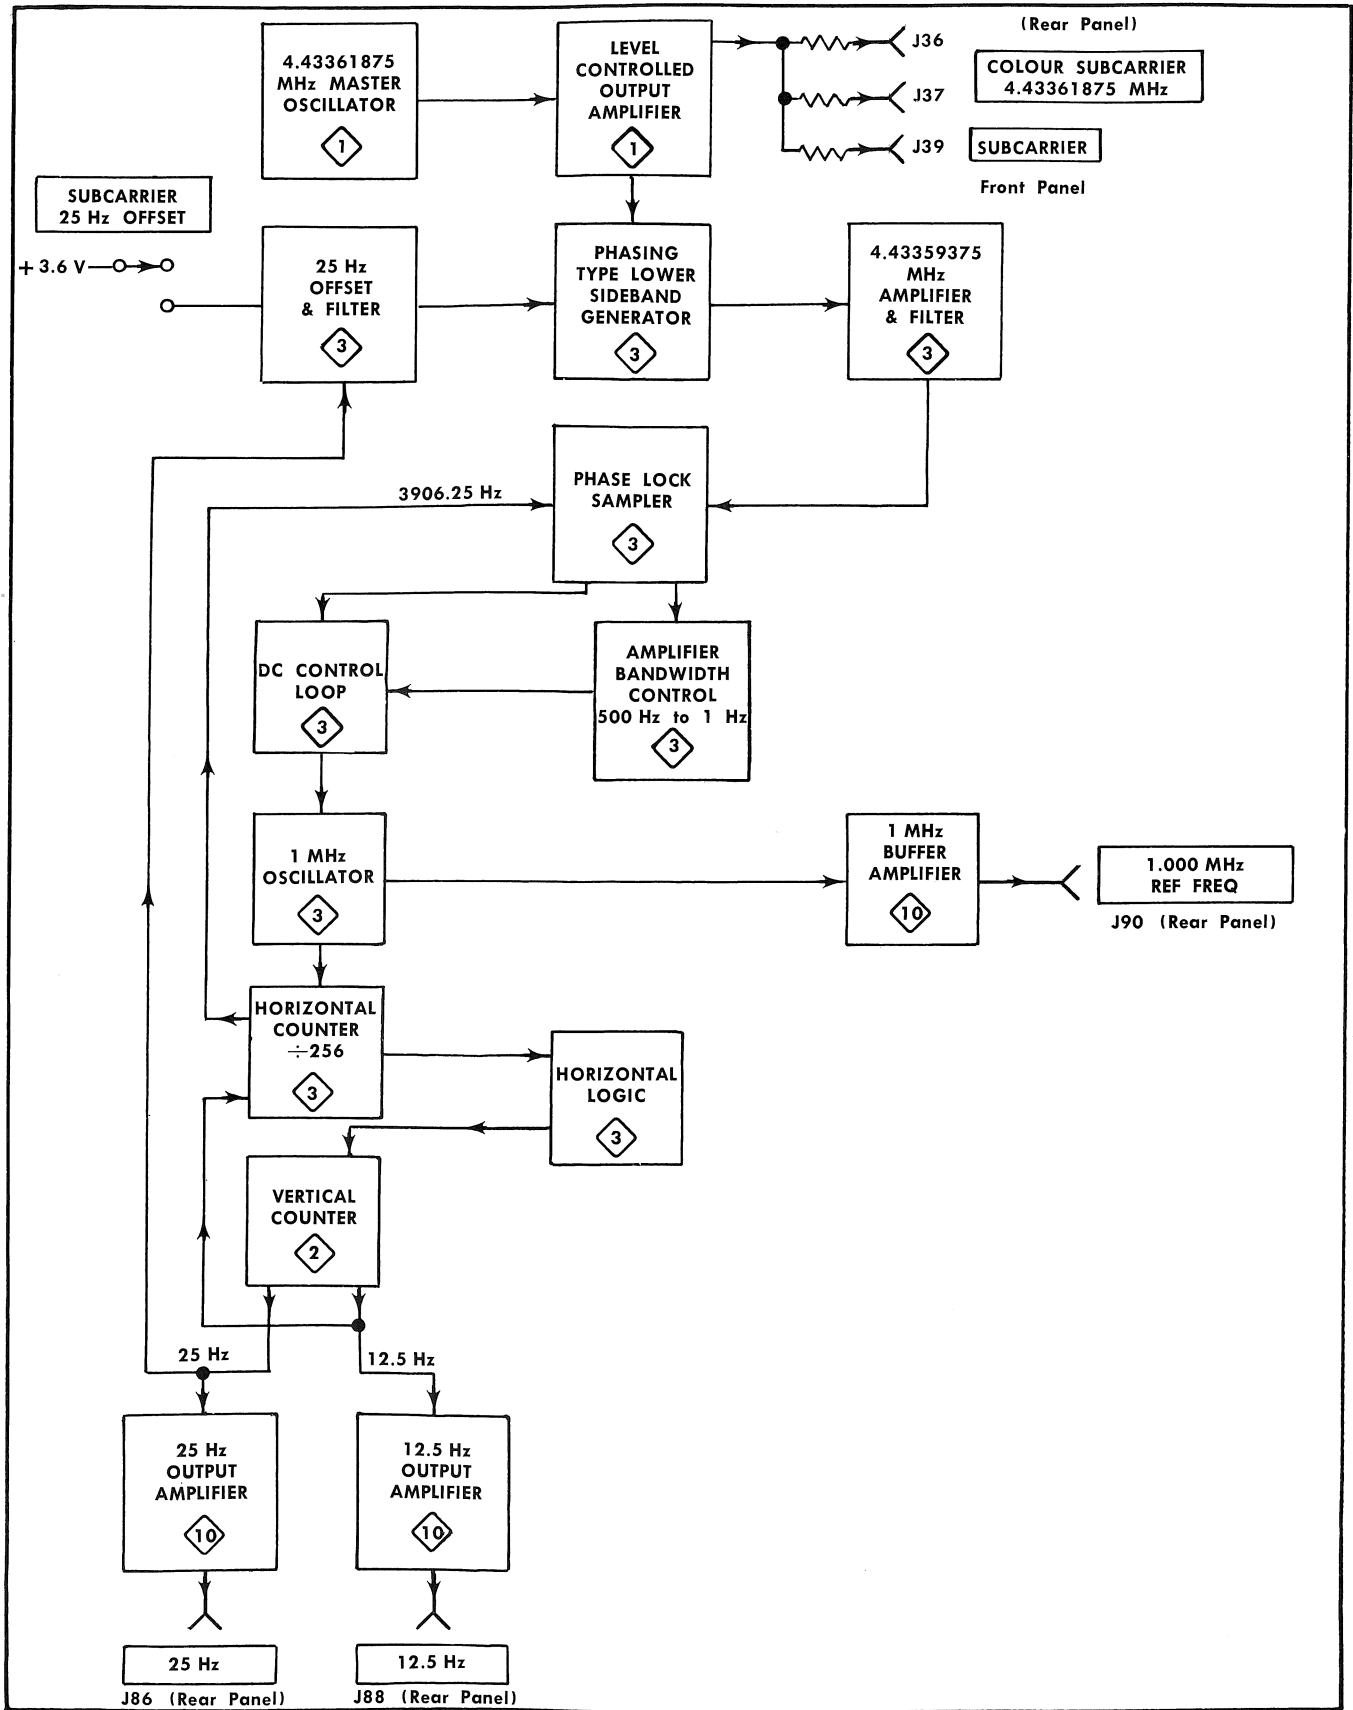 4.43361875
MHz MASTER
OSCILLATOR
1
LEVEL
CONTROLLED
OUTPUT
AMPLIFIER
1
J36
J37
J39
(Rear Panel)
COLOUR SUBCARRIER
4.43361875 MHz
SUBCARRIER
Front Panel
SUBCARRIER
25 Hz OFFSET
+ 3.6 V
25 Hz
OFFSET
& FILTER
3
PHASING
TYPE LOWER
SIDEBAND
GENERATOR
3
4.43359375
MHz
AMPLIFIER
& FILTER
3
3906.25 Hz
PHASE LOCK
SAMPLER
3
DC CONTROL
LOOP
3
AMPLIFIER
BANDWIDTH
CONTROL
500 Hz to 1 Hz
3
1 MHz
OSCILLATOR
3
1 MHz
BUFFER
AMPLIFIER
10
1.000 MHz
REF FREQ
J90 (Rear Panel)
HORIZONTAL
COUNTER
÷256
3
HORIZONTAL
LOGIC
3
VERTICAL
COUNTER
2
25 Hz
12.5 Hz
25 Hz
OUTPUT
AMPLIFIER
10
12.5 Hz
OUTPUT
AMPLIFIER
10
25 Hz
J86 (Rear Panel)
12.5 Hz
J88 (Rear Panel)